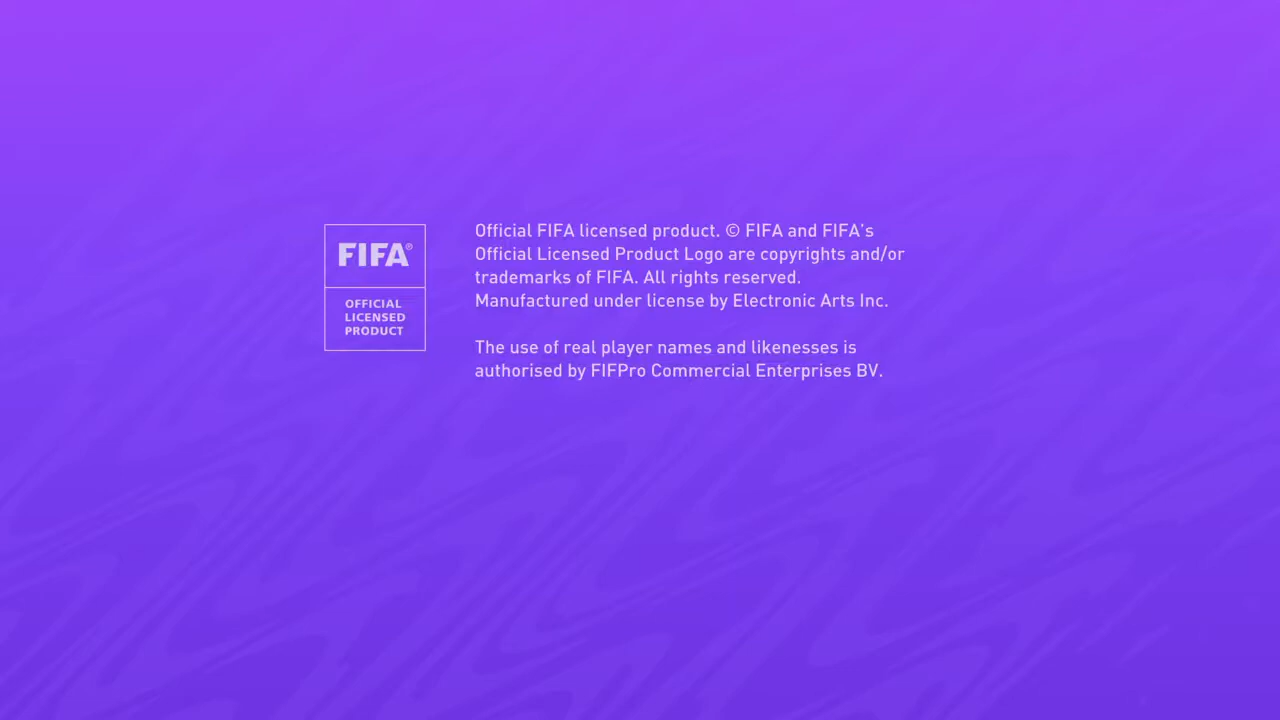 FIFA®
OFFICIAL
LICENSED
PRODUCT
Official FIFA licensed product. © FIFA and FIFA's
Official Licensed Product Logo are copyrights and/or
trademarks of FIFA. All rights reserved.
Manufactured under license by Electronic Arts Inc.
The use of real player names and likenesses is
authorised by FIFPro Commercial Enterprises BV.